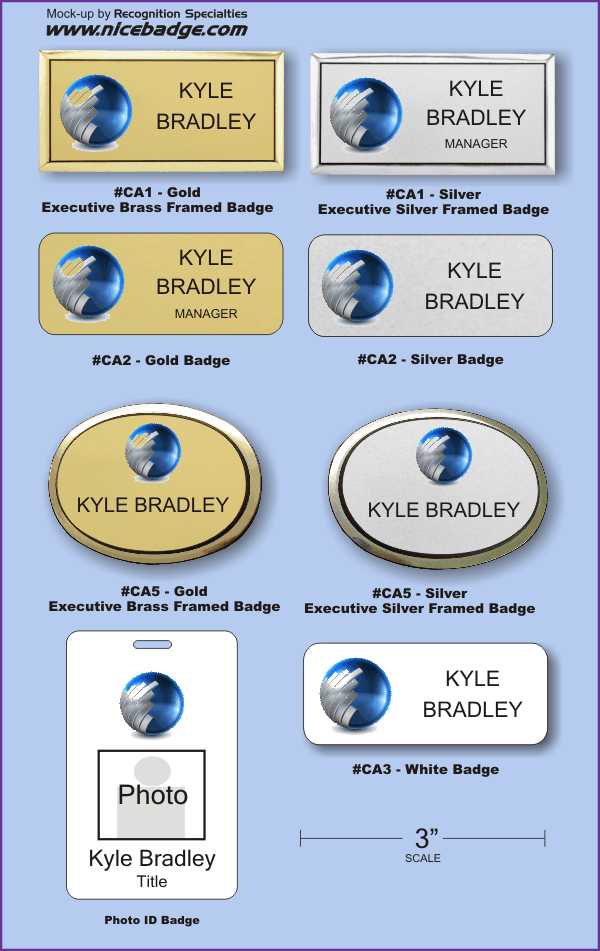 Mock-up by Recognition Specialties
www.nicebadge.com
KYLE
BRADLEY
#CA1 - Gold
Executive Brass Framed Badge
KYLE
BRADLEY
MANAGER
#CA1 - Silver
Executive Silver Framed Badge
KYLE
BRADLEY
MANAGER
#CA2 - Gold Badge
KYLE
BRADLEY
#CA2 - Silver Badge
KYLE BRADLEY
#CA5 - Gold
Executive Brass Framed Badge
KYLE BRADLEY
#CA5 - Silver
Executive Silver Framed Badge
Photo
Kyle Bradley
Title
Photo ID Badge
KYLE
BRADLEY
#CA3 - White Badge
3”
SCALE